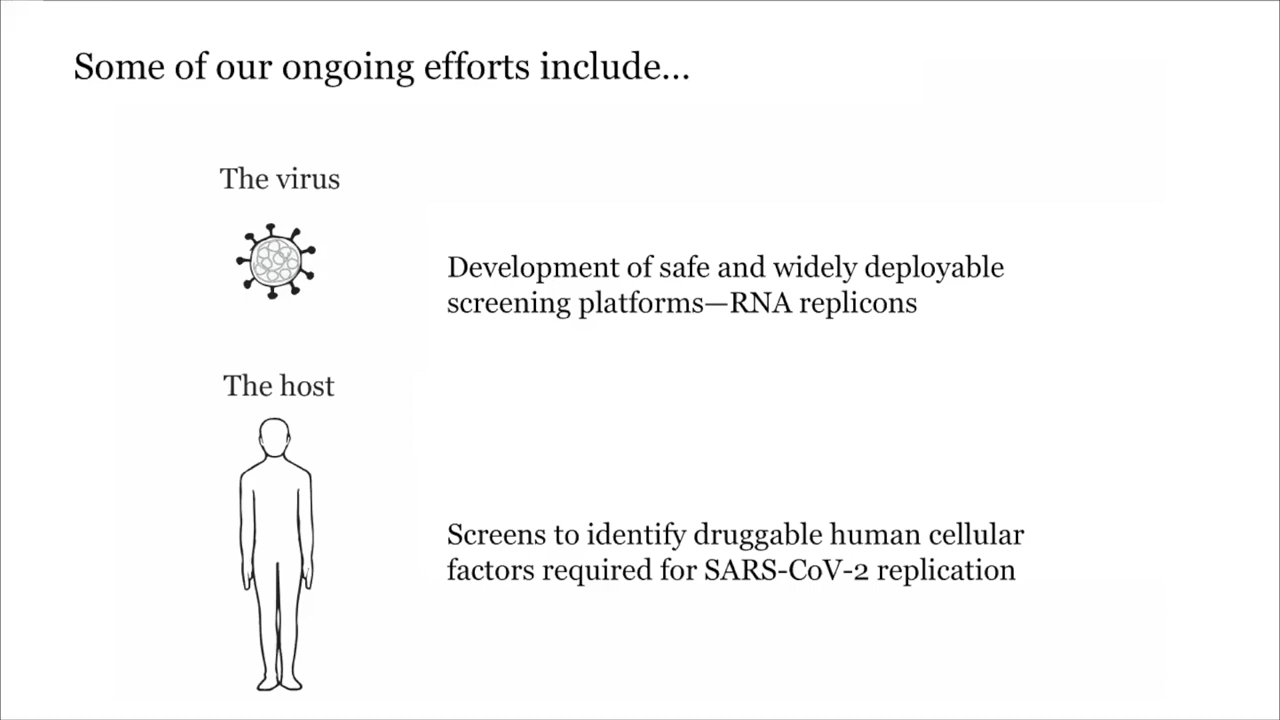 Some of our ongoing efforts include...
The virus
Development of safe and widely deployable
screening platforms—RNA replicons
The host
Screens to identify druggable human cellular
factors required for SARS-CoV-2 replication